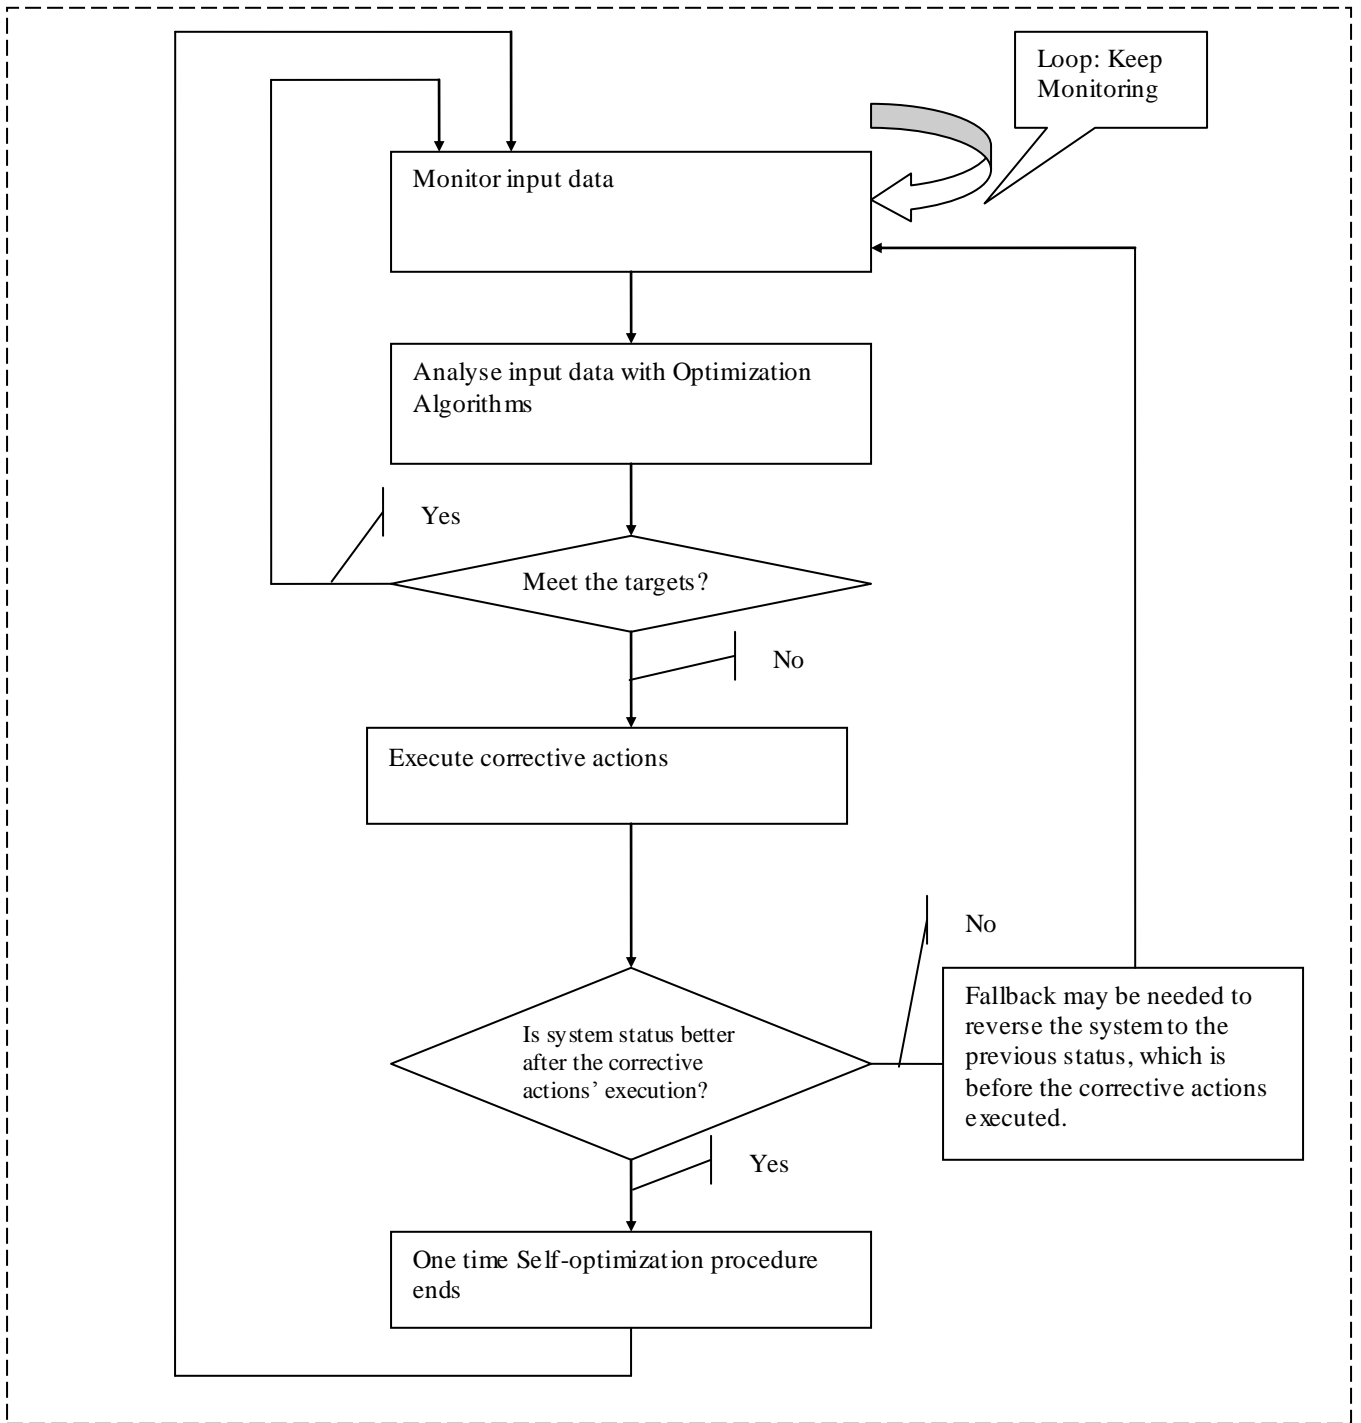 Loop: Keep
Monitoring
Monitor input data
Analyse input data with Optimization
Algorithms
Yes
Meet the targets?
No
Execute corrective actions
No
Fallback may be needed to
reverse the system to the
previous status, which is
before the corrective actions
executed.
Is system status better
after the corrective
actions’ execution?
Yes
One time Self-optimization procedure
ends